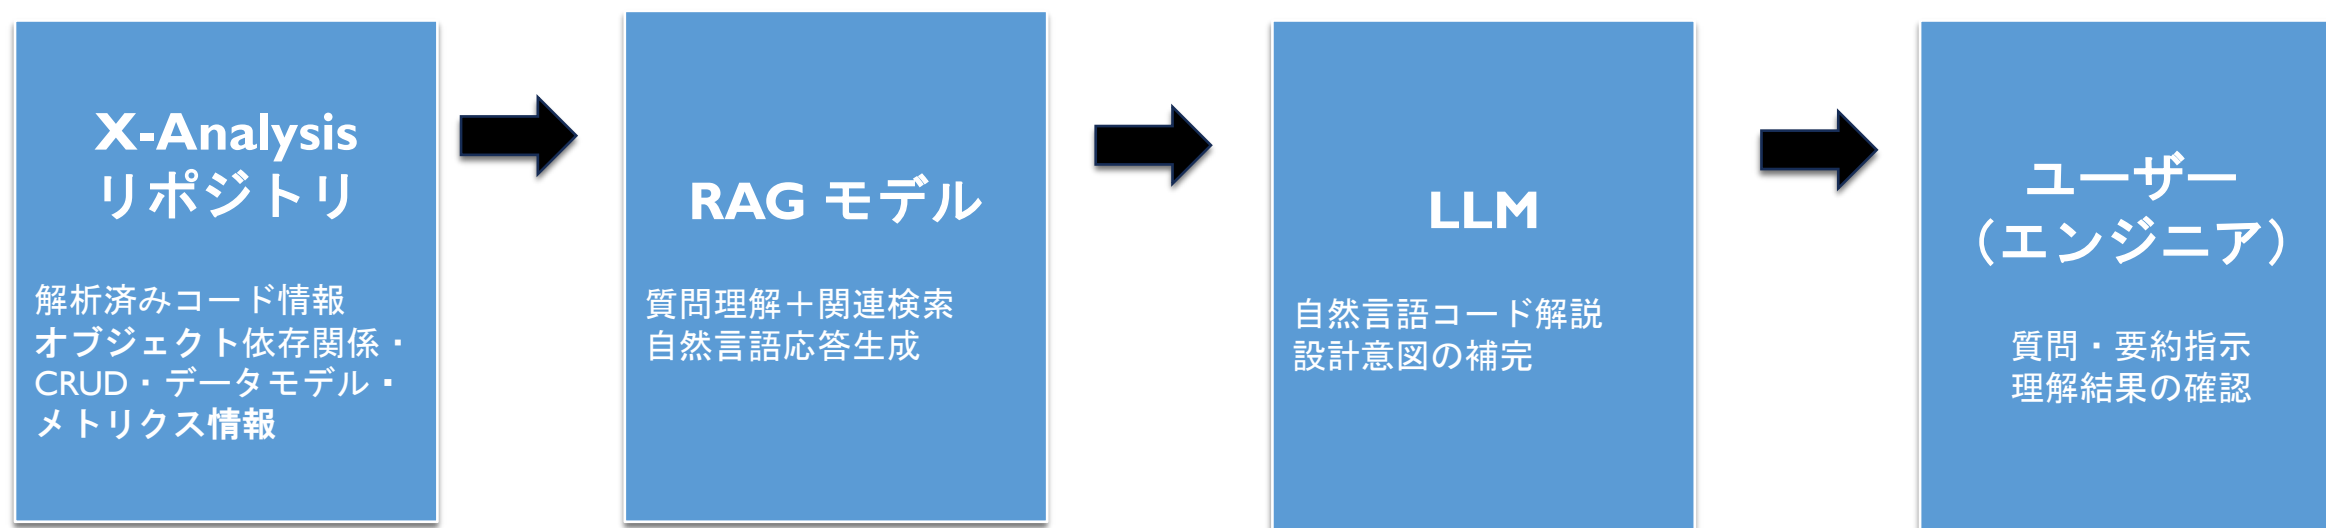 X-Analysis
リポジトリ
解析済みコード情報
オブジェクト依存関係・
CRUD・データモデル・
メトリクス情報
RAG モデル
質問理解＋関連検索
自然言語応答生成
LLM
自然言語コード解説
設計意図の補完
ユーザー
（エンジニア）
質問・要約指示
理解結果の確認